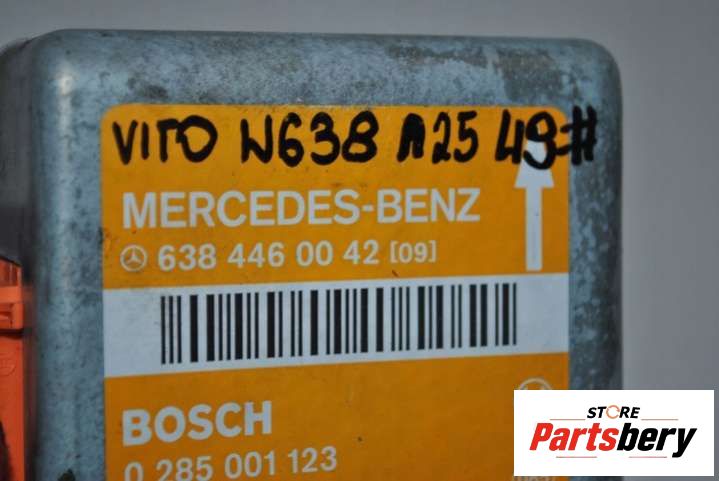 VITO W638 A25 49#
MERCEDES-BENZ
638 446 00 42 [09]
BOSCH
0 285 001 123
STORE
Partsbery